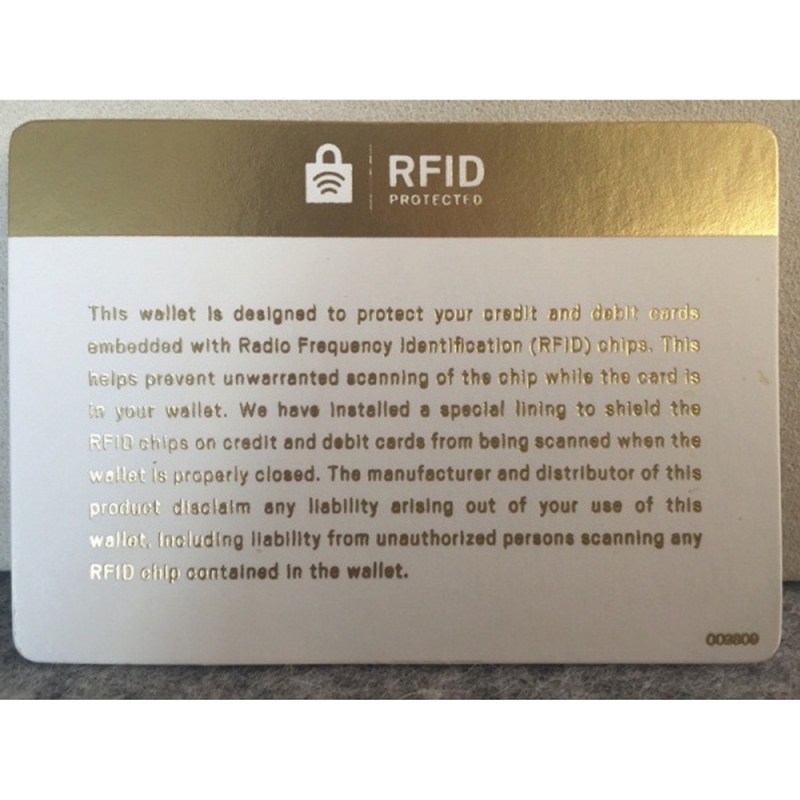 RFID
PROTECTED
This wallet is designed to protect your credit and debit cards
embedded with Radio Frequency Identification (RFID) chips. This
helps prevent unwarranted scanning of the chip while the card is
in your wallet. We have installed a special lining to shield the
RFID chips on credit and debit cards from being scanned when the
wallet is properly closed. The manufacturer and distributor of this
product disclaim any liability arising out of your use of this
wallet, including liability from unauthorized persons scanning any
RFID chip contained in the wallet.